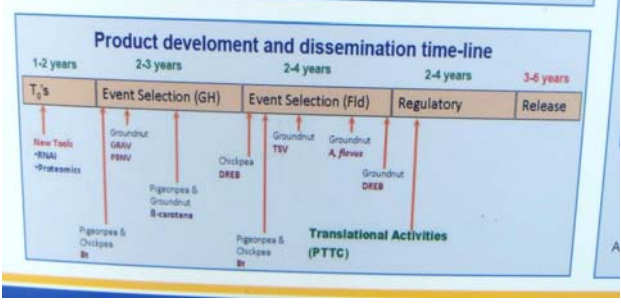 Product develoment and dissemination time-line
1-2 years
2-3 years
2-4 years
2-4 years
3-6 years
T₀'s
Event Selection (GH)
Event Selection (Fld)
Regulatory
Release
New Tools
•RNAi
•Proteomics
Groundnut
GRAV
PBNV
Pigeonpea &
Groundnut
B-carotene
Pigeonpea &
Chickpea
Bt
Chickpea
DREB
Groundnut
TSV
Groundnut
A. flavus
Groundnut
DREB
Pigeonpea &
Chickpea
Bt
Translational Activities
(PTTC)
A